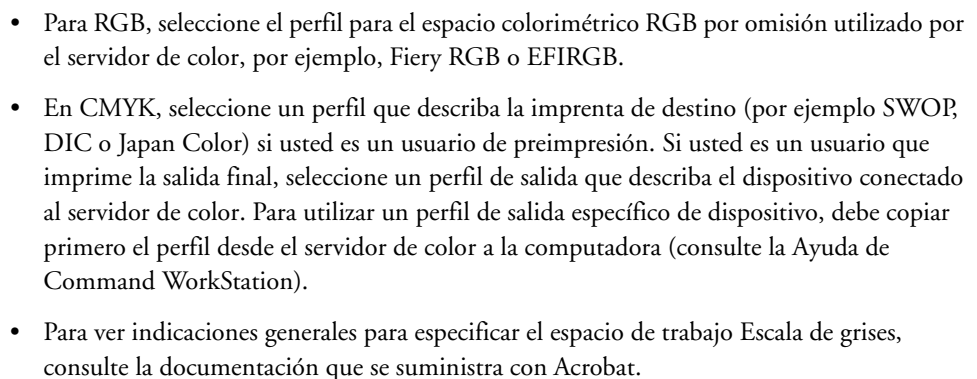 • Para RGB, seleccione el perfil para el espacio colorimétrico RGB por omisión utilizado por
el servidor de color, por ejemplo, Fiery RGB o EFIRGB.
• En CMYK, seleccione un perfil que describa la imprenta de destino (por ejemplo SWOP,
DIC o Japan Color) si usted es un usuario de preimpresión. Si usted es un usuario que
imprime la salida final, seleccione un perfil de salida que describa el dispositivo conectado
al servidor de color. Para utilizar un perfil de salida específico de dispositivo, debe copiar
primero el perfil desde el servidor de color a la computadora (consulte la Ayuda de
Command WorkStation).
• Para ver indicaciones generales para especificar el espacio de trabajo Escala de grises,
consulte la documentación que se suministra con Acrobat.